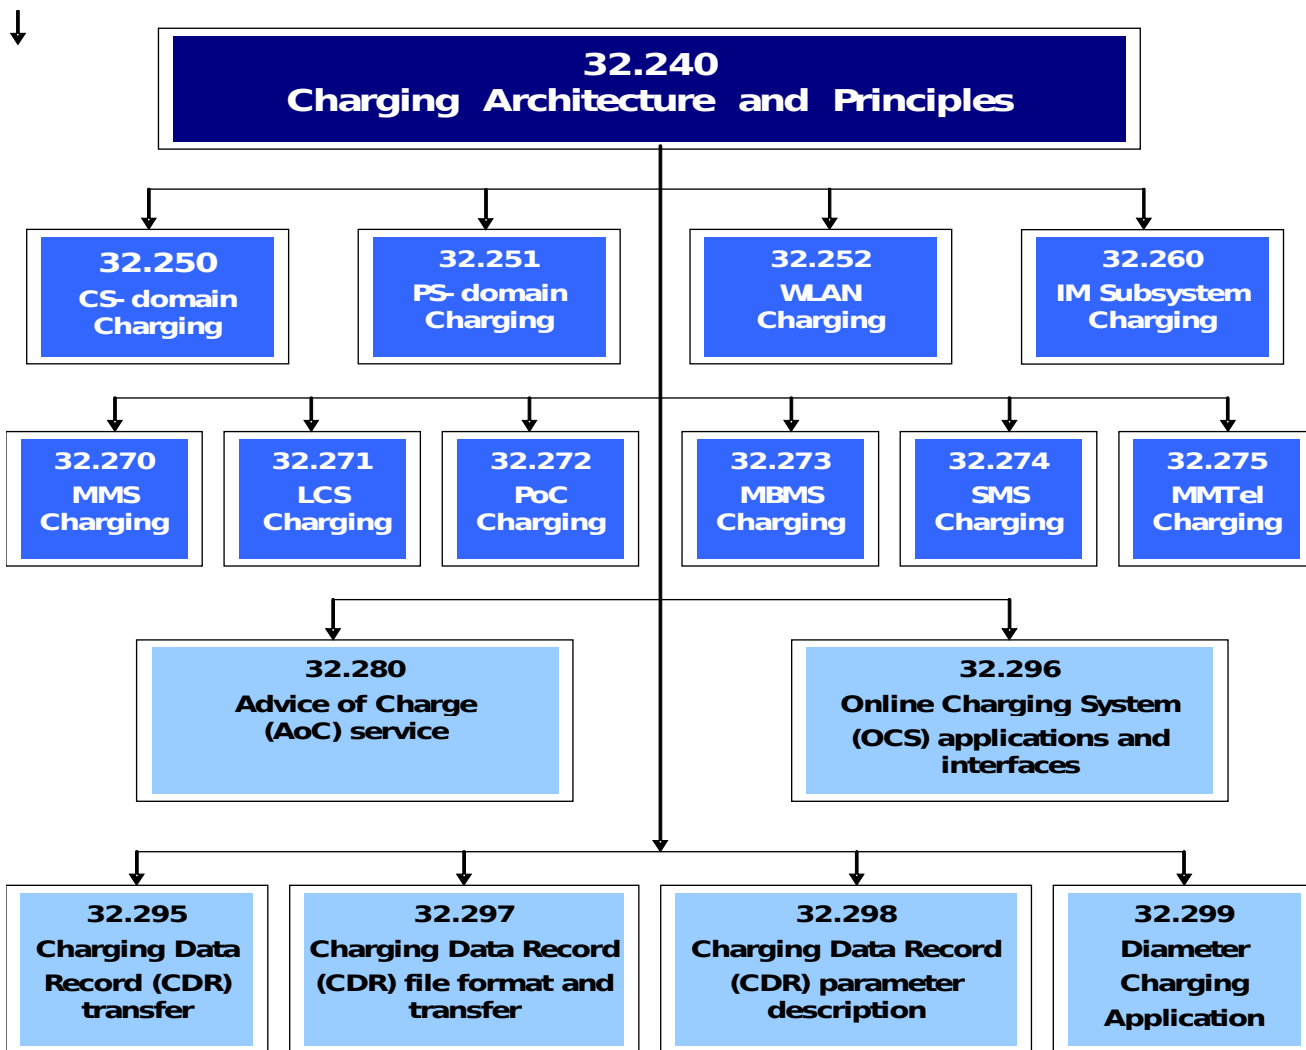 32.240
Charging Architecture and Principles
32.250
CS-domain
Charging
32.251
PS-domain
Charging
32.252
WLAN
Charging
32.260
IM Subsystem
Charging
32.270
MMS
Charging
32.271
LCS
Charging
32.272
PoC
Charging
32.273
MBMS
Charging
32.274
SMS
Charging
32.275
MMTel
Charging
32.280
Advice of Charge
(AoC) service
32.296
Online Charging System
(OCS) applications and
interfaces
32.295
Charging Data
Record (CDR)
transfer
32.297
Charging Data Record
(CDR) file format and
transfer
32.298
Charging Data Record
(CDR) parameter
description
32.299
Diameter
Charging
Application